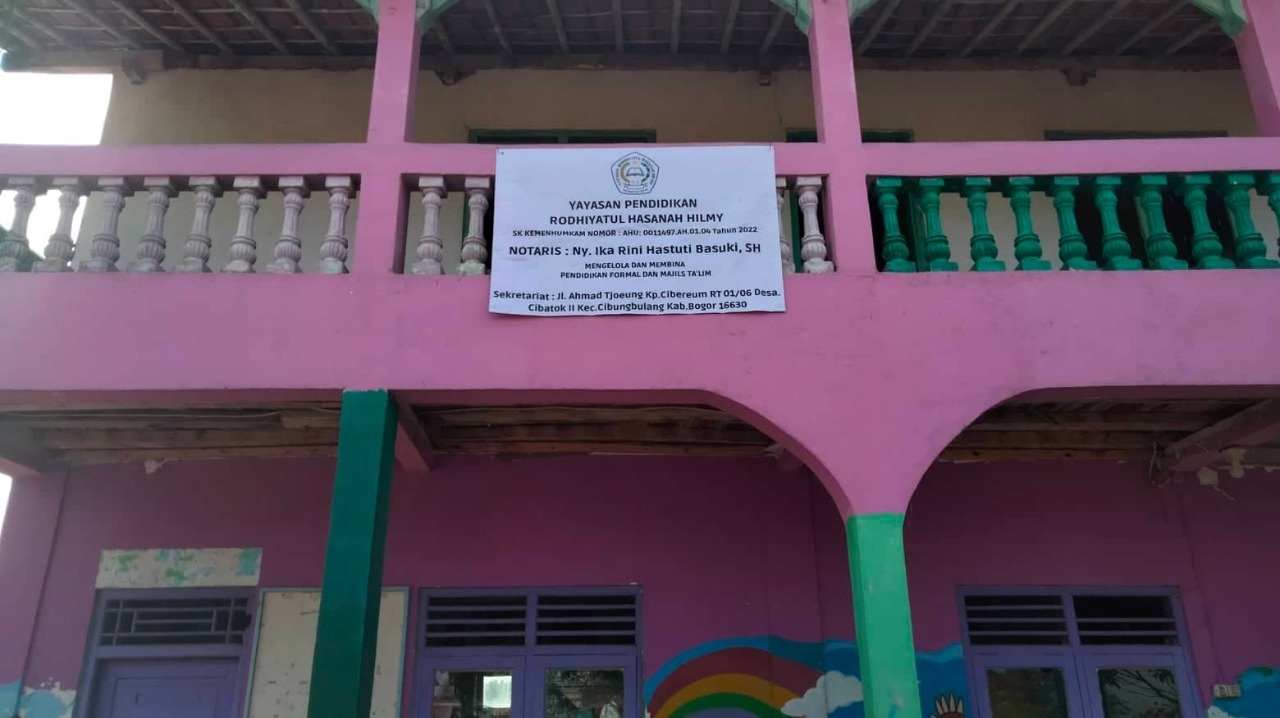 YAYASAN PENDIDIKAN
RODHIYATUL HASANAH HILMY
SK KEMENHUMKAM NOMOR : AHU; 0011497.AH.01.04 Tahun 2022
NOTARIS : Ny. Ika Rini Hastuti Basuki, SH
MENGELOLA DAN MEMBINA
PENDIDIKAN FORMAL DAN MAJILS TA'LIM
Sekretariat : Jl. Ahmad Tjoeung Kp.Cibereum RT 01/06 Desa.
Cibatok II Kec.Cibungbulang Kab.Bogor 16630